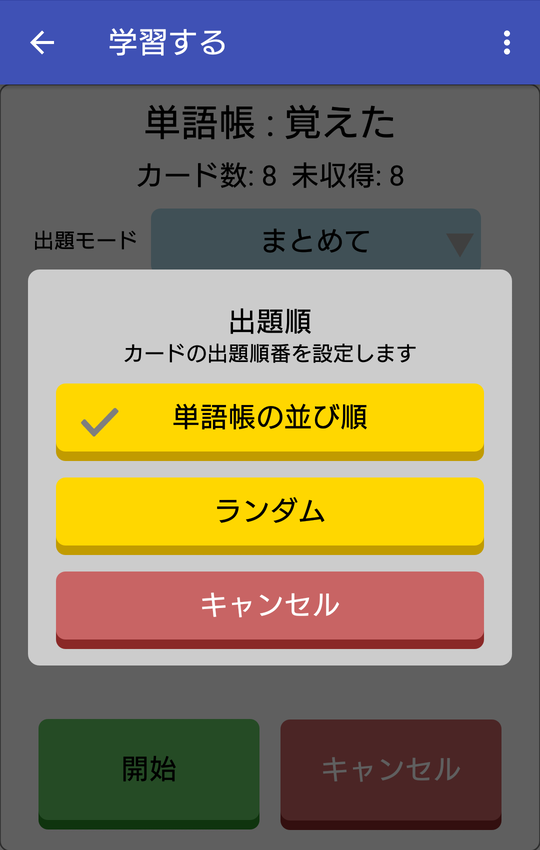 学習する
単語帳 : 覚えた
カード数: 8 未収得: 8
出題モード まとめて
出題順
カードの出題順番を設定します
単語帳の並び順
ランダム
キャンセル
開始 キャンセル